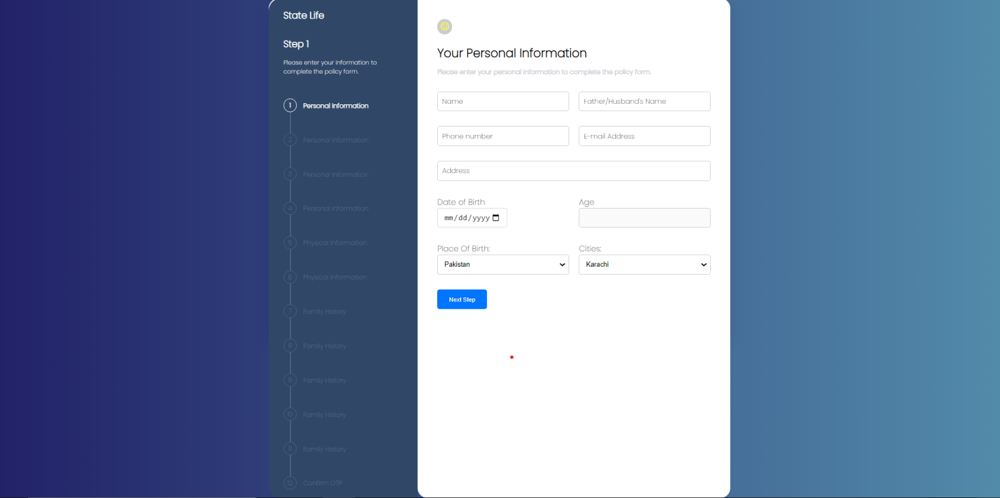 State Life
Step 1
Please enter your information to
complete the policy form.
1 Personal Information
2 Personal Information
3 Personal Information
4 Personal Information
5 Physical Information
6 Physical Information
7 Family History
8 Family History
9 Family History
10 Family History
11 Family History
12 Confirm OTP
Your Personal Information
Please enter your personal information to complete the policy form.
Name Father/Husband's Name
Phone number E-mail Address
Address
Date of Birth Age
mm/dd/yyyy
Place Of Birth: Cities:
Pakistan Karachi
Next Step